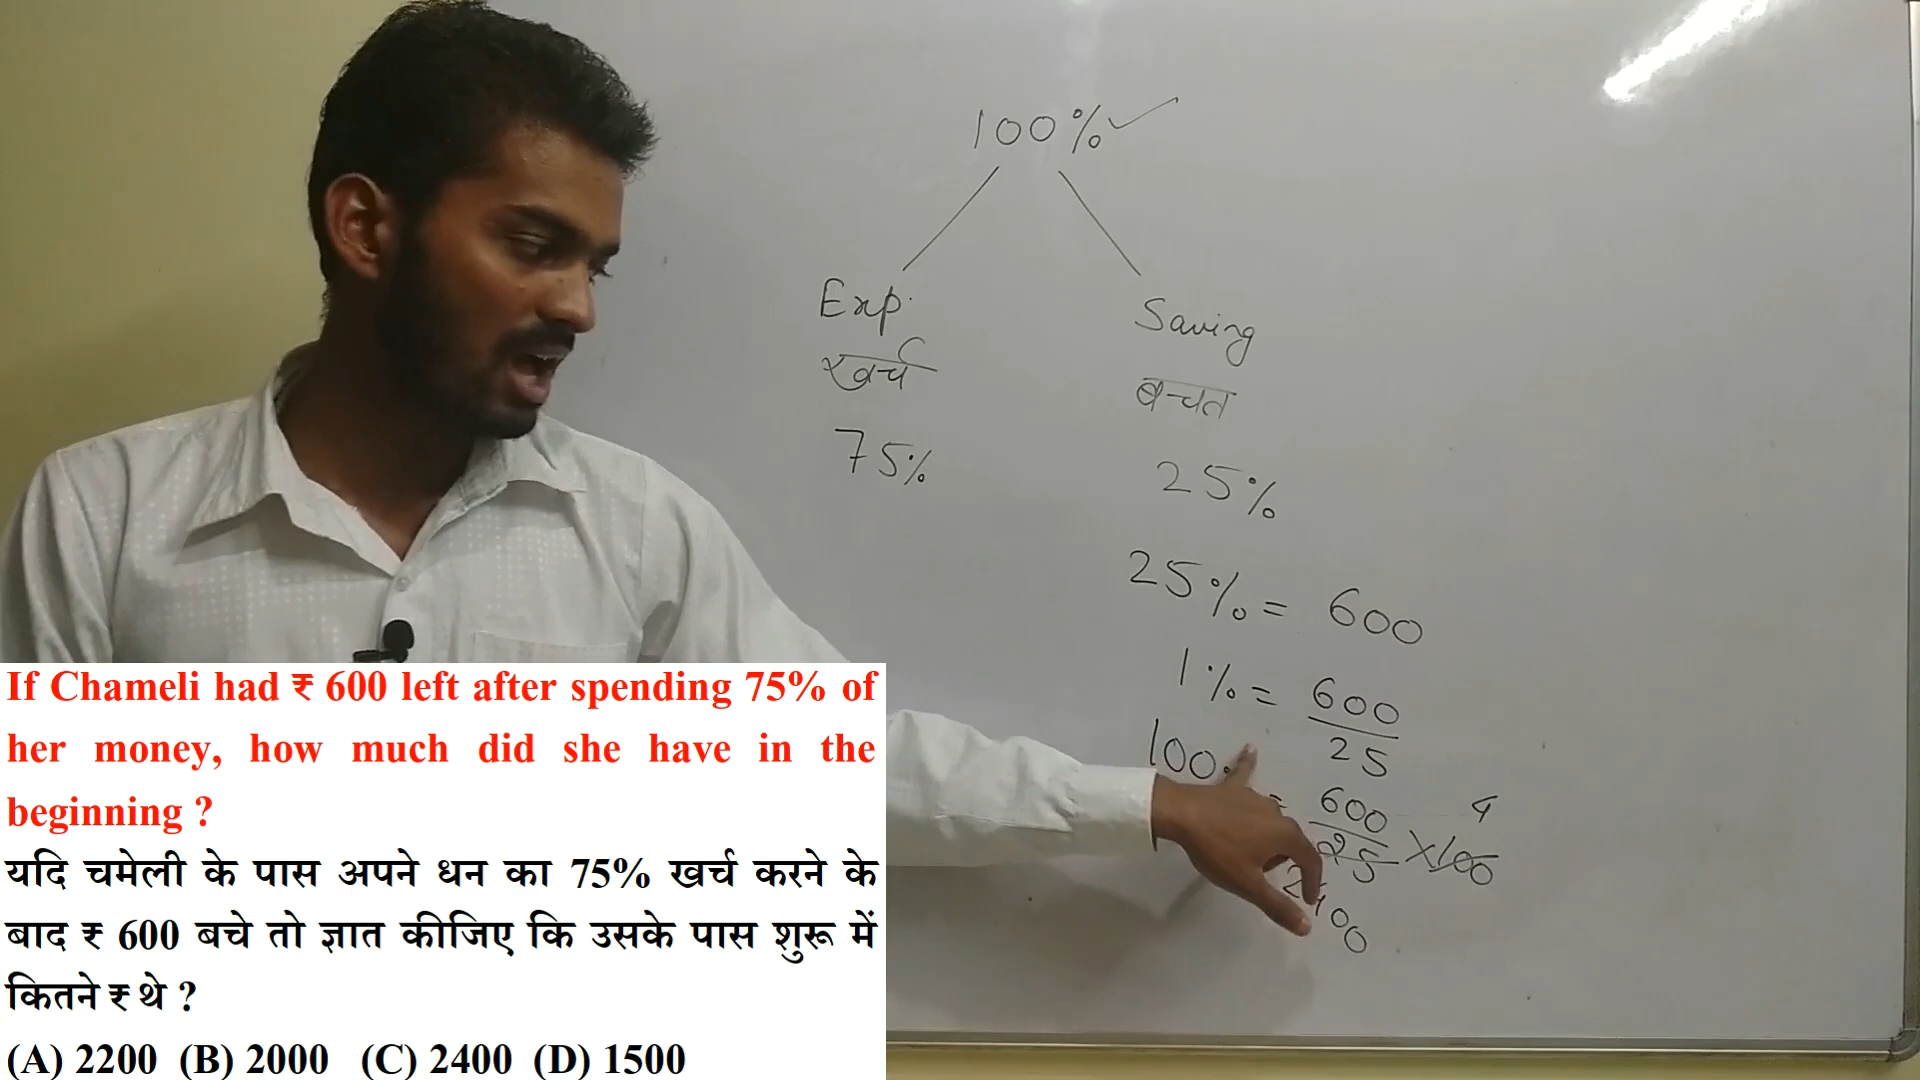 100%
Exp.
खर्च
75%
Saving
बचत
25%
25% = 600
1% = 600
25
100
= 600
25 × 100 4
2400
If Chameli had ₹ 600 left after spending 75% of
her money, how much did she have in the
beginning ?
यदि चमेली के पास अपने धन का 75% खर्च करने के
बाद ₹ 600 बचे तो ज्ञात कीजिए कि उसके पास शुरू में
कितने ₹ थे ?
(A) 2200 (B) 2000 (C) 2400 (D) 1500